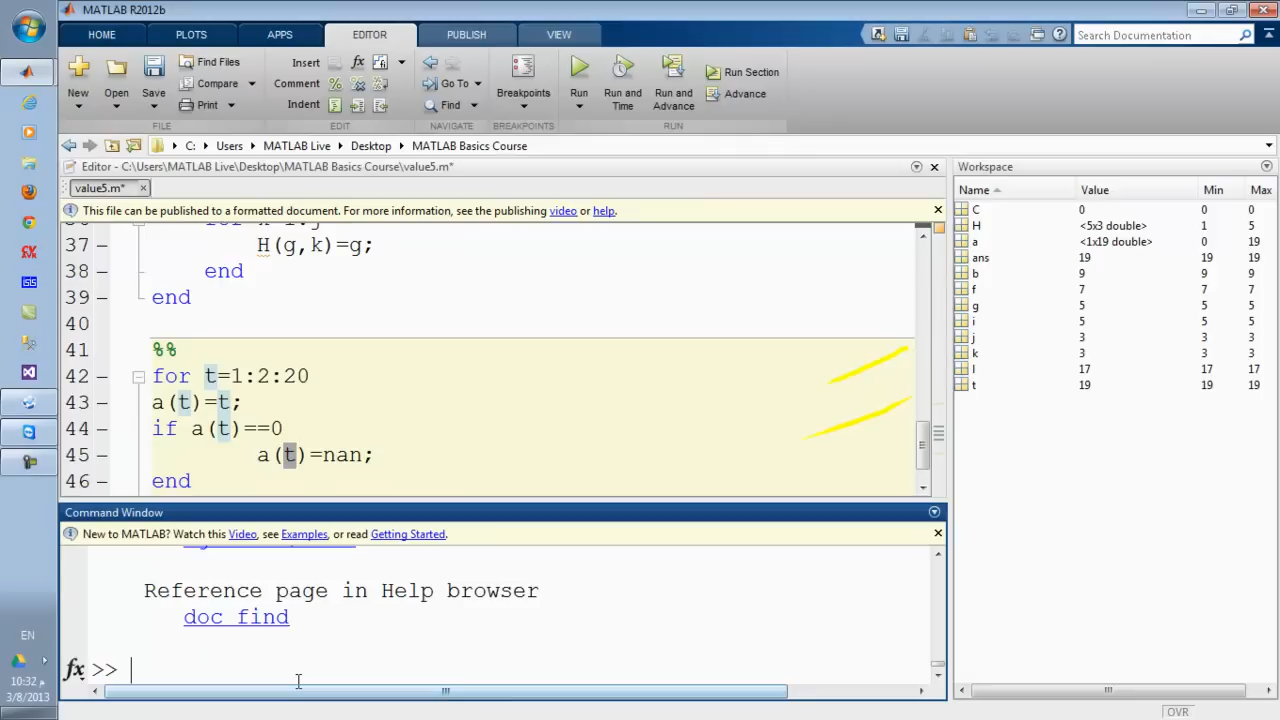 MATLAB R2012b
HOME PLOTS APPS EDITOR PUBLISH VIEW
Search Documentation
New Open Save Find Files Compare Print Insert Comment Indent fx Go To Find Breakpoints Run Run and Time Run and Advance Run Section Advance
FILE EDIT NAVIGATE BREAKPOINTS RUN
C: Users MATLAB Live Desktop MATLAB Basics Course
Editor - C:\Users\MATLAB Live\Desktop\MATLAB Basics Course\value5.m*
value5.m*
This file can be published to a formatted document. For more information, see the publishing video or help.
37 H(g,k)=g;
38 end
39 end
40
41 %%
42 for t=1:2:20
43 a(t)=t;
44 if a(t)==0
45 a(t)=nan;
46 end
Command Window
New to MATLAB? Watch this Video, see Examples, or read Getting Started.
Reference page in Help browser
doc find
fx >>
Workspace
Name Value Min Max
C 0 0 0
H <5x3 double> 1 5
a <1x19 double> 0 19
ans 19 19 19
b 9 9 9
f 7 7 7
g 5 5 5
i 5 5 5
j 3 3 3
k 3 3 3
l 17 17 17
t 19 19 19
EN
10:32 م
3/8/2013
OVR